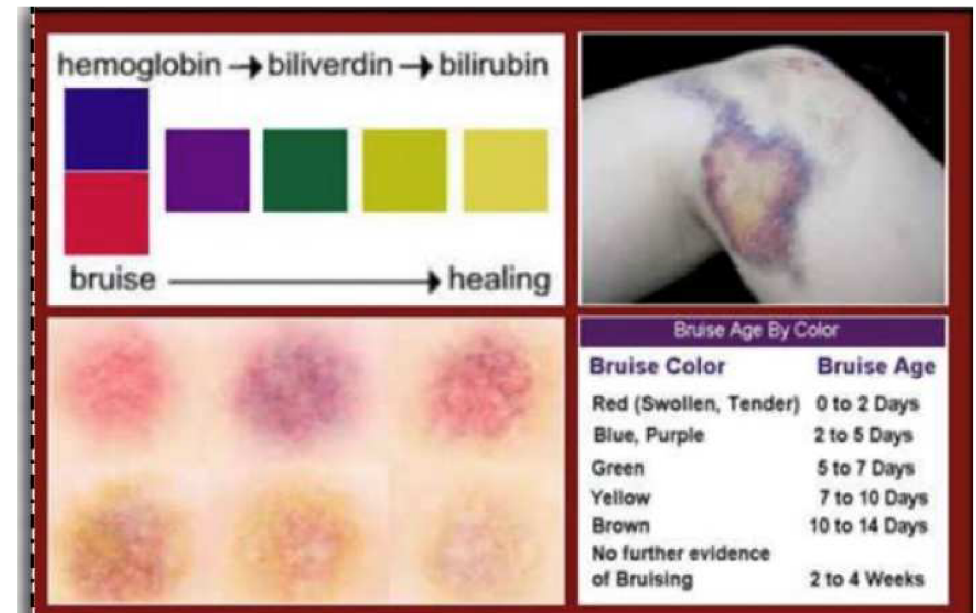 hemoglobin → biliverdin → bilirubin
bruise → healing
Bruise Age By Color
Bruise Color Bruise Age
Red (Swollen, Tender) 0 to 2 Days
Blue, Purple 2 to 5 Days
Green 5 to 7 Days
Yellow 7 to 10 Days
Brown 10 to 14 Days
No further evidence
of Bruising 2 to 4 Weeks